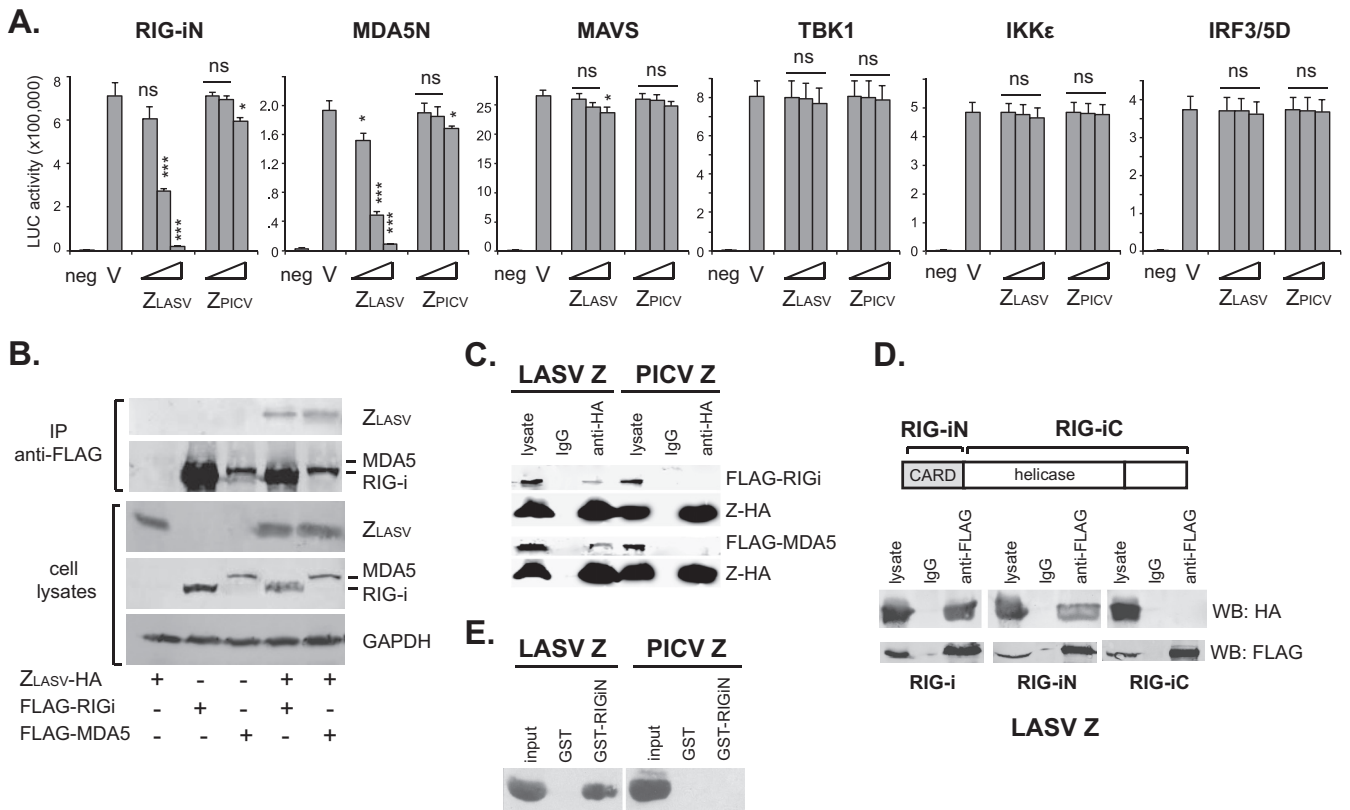 A.
RIG-iN
MDA5N
MAVS
TBK1
IKKε
IRF3/5D
LUC activity (x100,000)
8
6
4
2
0
ns
***
***
ns
*
neg V
ZLASV
ZPICV
2.0
1.6
1.2
.8
.4
0
*
***
***
ns
*
neg V
ZLASV
ZPICV
25
20
15
10
5
0
ns
*
ns
neg V
ZLASV
ZPICV
10
8
6
4
2
0
ns
ns
neg V
ZLASV
ZPICV
6
5
4
3
2
1
0
ns
ns
neg V
ZLASV
ZPICV
4
3
2
1
0
ns
ns
neg V
ZLASV
ZPICV
B.
IP
anti-FLAG
ZLASV
MDA5
RIG-i
cell
lysates
ZLASV
MDA5
RIG-i
GAPDH
ZLASV-HA + - - + +
FLAG-RIGi - + - + -
FLAG-MDA5 - - + - +
C.
LASV Z PICV Z
lysate IgG anti-HA lysate IgG anti-HA
FLAG-RIGi
Z-HA
FLAG-MDA5
Z-HA
D.
RIG-iN RIG-iC
CARD helicase
lysate IgG anti-FLAG lysate IgG anti-FLAG lysate IgG anti-FLAG
WB: HA
WB: FLAG
RIG-i RIG-iN RIG-iC
LASV Z
E.
LASV Z PICV Z
input GST GST-RIGiN input GST GST-RIGiN